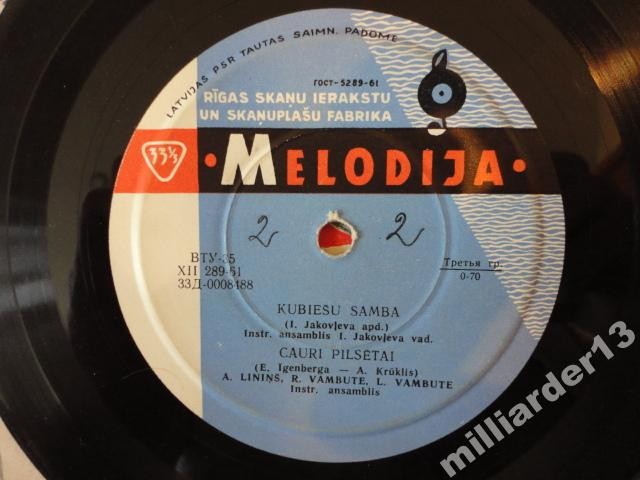 LATVIJAS PSR TAUTAS SAIMN. PADOME
ГОСТ-5289-61
RĪGAS SKAŅU IERAKSTU
UN SKAŅUPLAŠU FABRIKA
33⅓
•MELODIJA•
2 2
ВТУ-35
XII 289-61
33Д-0008488
Третья гр.
0-70
KUBIEŠU SAMBA
(I. Jakovļeva apd.)
Instr. ansamblis I. Jakovļeva vad.
CAURI PILSĒTAI
(E. Igenberga — A. Krūklis)
A. LINIŅŠ, R. VAMBUTE, L. VAMBUTE
Instr. ansamblis
milliarder13